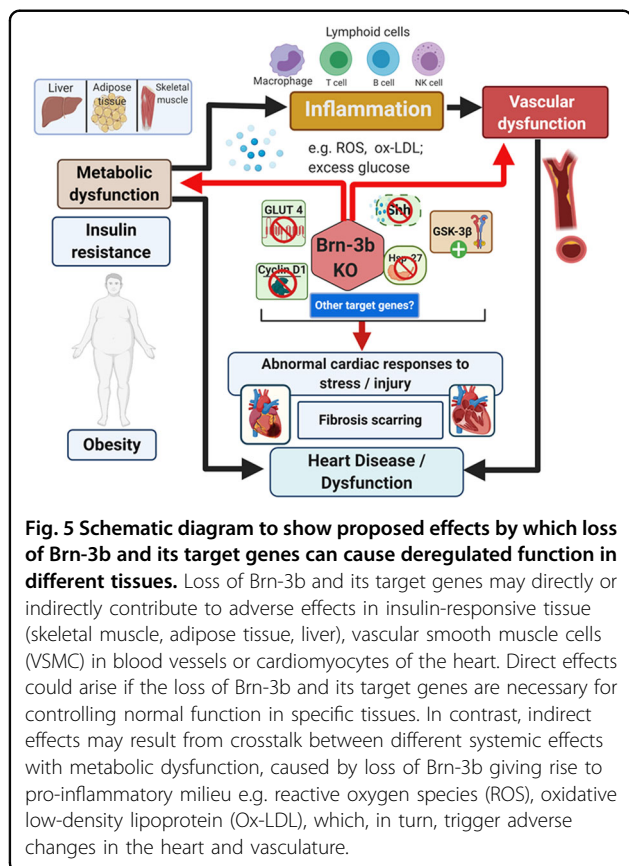 Lymphoid cells
Macrophage T cell B cell NK cell
Liver Adipose tissue Skeletal muscle
Inflammation
Vascular dysfunction
e.g. ROS, ox-LDL;
excess glucose
Metabolic dysfunction
Insulin resistance
GLUT 4
Shh
GSK-3β
Brn-3b KO
Cyclin D1
Hsp-27
Other target genes?
Abnormal cardiac responses to
stress / injury
Fibrosis scarring
Obesity
Heart Disease /
Dysfunction
Fig. 5 Schematic diagram to show proposed effects by which loss
of Brn-3b and its target genes can cause deregulated function in
different tissues. Loss of Brn-3b and its target genes may directly or
indirectly contribute to adverse effects in insulin-responsive tissue
(skeletal muscle, adipose tissue, liver), vascular smooth muscle cells
(VSMC) in blood vessels or cardiomyocytes of the heart. Direct effects
could arise if the loss of Brn-3b and its target genes are necessary for
controlling normal function in specific tissues. In contrast, indirect
effects may result from crosstalk between different systemic effects
with metabolic dysfunction, caused by loss of Brn-3b giving rise to
pro-inflammatory milieu e.g. reactive oxygen species (ROS), oxidative
low-density lipoprotein (Ox-LDL), which, in turn, trigger adverse
changes in the heart and vasculature.